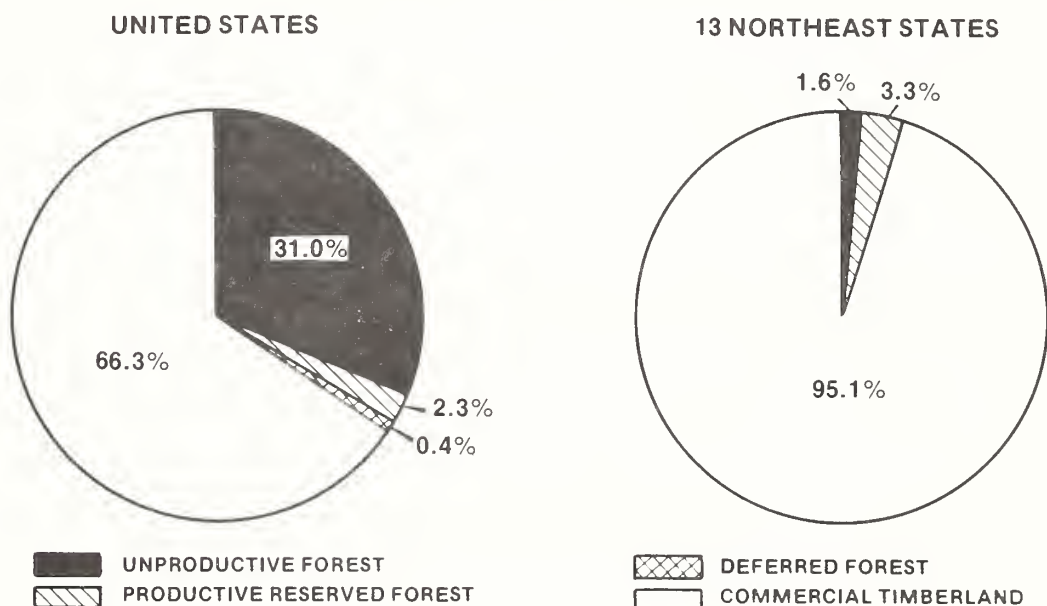 UNITED STATES
13 NORTHEAST STATES
31.0%
66.3%
2.3%
0.4%
1.6%
3.3%
95.1%
UNPRODUCTIVE FOREST
PRODUCTIVE RESERVED FOREST
DEFERRED FOREST
COMMERCIAL TIMBERLAND